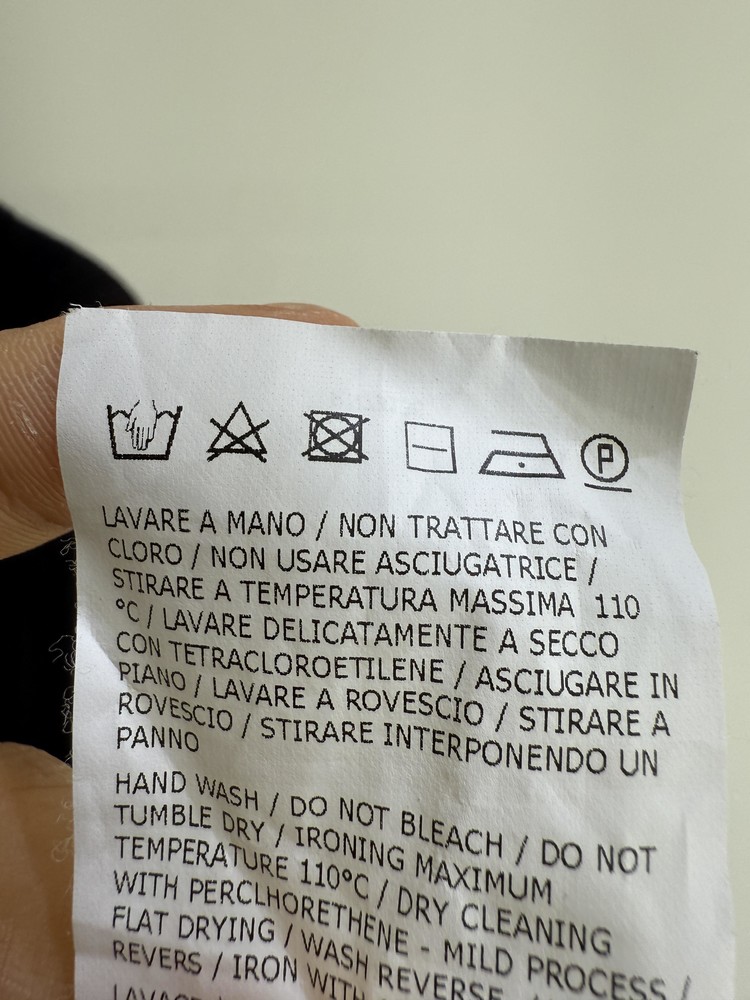 P
LAVARE A MANO / NON TRATTARE CON
CLORO / NON USARE ASCIUGATRICE /
STIRARE A TEMPERATURA MASSIMA 110
°C / LAVARE DELICATAMENTE A SECCO
CON TETRACLOROETILENE / ASCIUGARE IN
PIANO / LAVARE A ROVESCIO / STIRARE A
ROVESCIO / STIRARE INTERPONENDO UN
PANNO
HAND WASH / DO NOT BLEACH / DO NOT
TUMBLE DRY / IRONING MAXIMUM
TEMPERATURE 110°C / DRY CLEANING
WITH PERCLHORETHENE - MILD PROCESS /
FLAT DRYING / WASH REVERSE
REVERS / IRON WITH